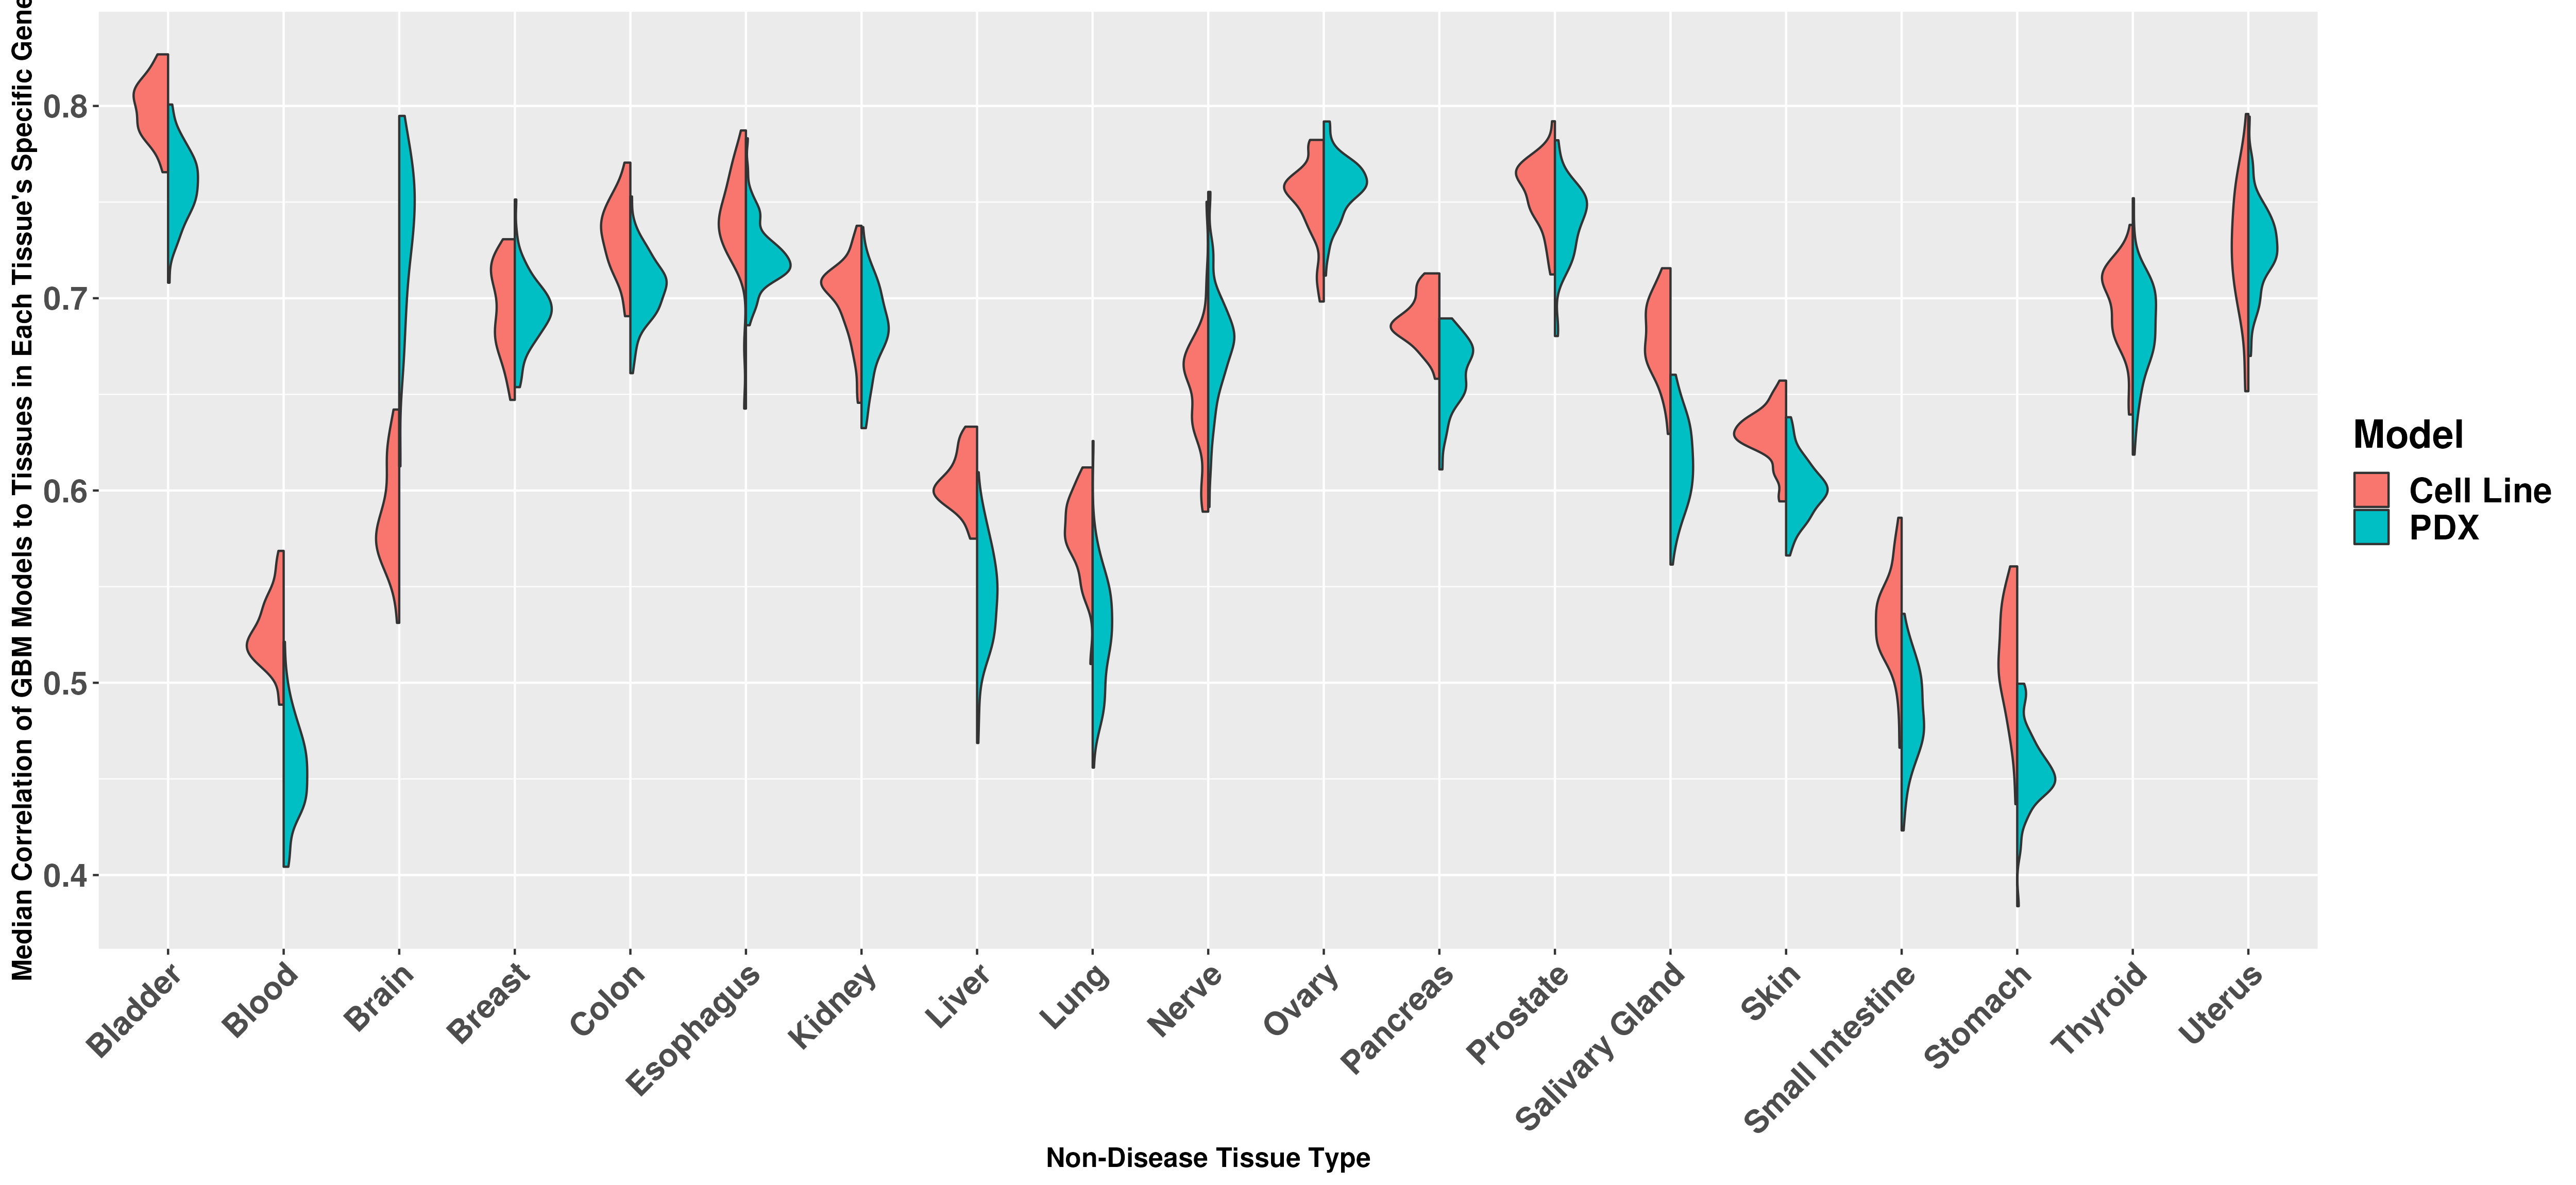 Median Correlation of GBM Models to Tissues in Each Tissue's Specific Gene
0.8
0.7
0.6
0.5
0.4
Bladder
Blood
Brain
Breast
Colon
Esophagus
Kidney
Liver
Lung
Nerve
Ovary
Pancreas
Prostate
Salivary Gland
Skin
Small Intestine
Stomach
Thyroid
Uterus
Non-Disease Tissue Type
Model
Cell Line
PDX